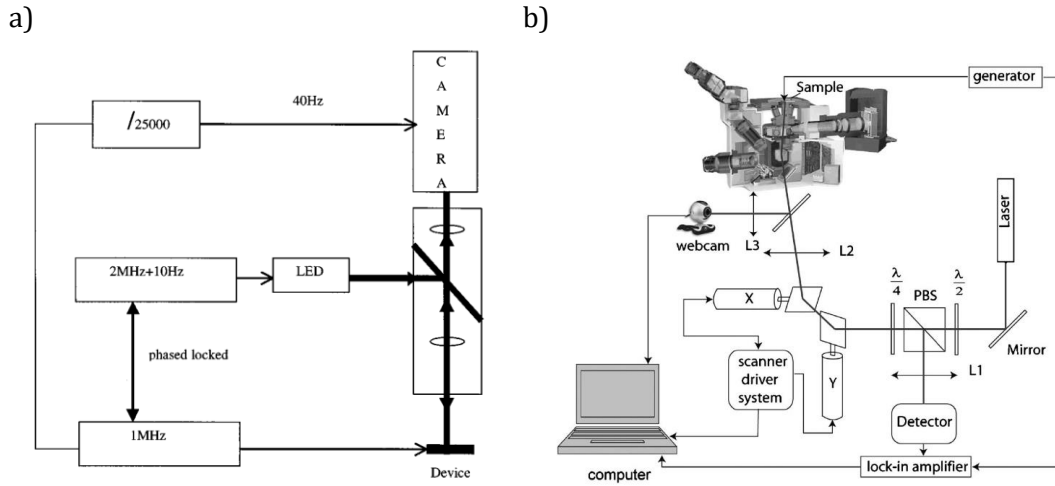 a)
C
A
M
E
R
A
40Hz
/25000
2MHz+10Hz
LED
phased locked
1MHz
Device
b)
generator
Sample
Laser
webcam
L3
L2
λ/4
PBS
λ/2
X
Mirror
scanner
driver
system
Y
L1
Detector
computer
lock-in amplifier